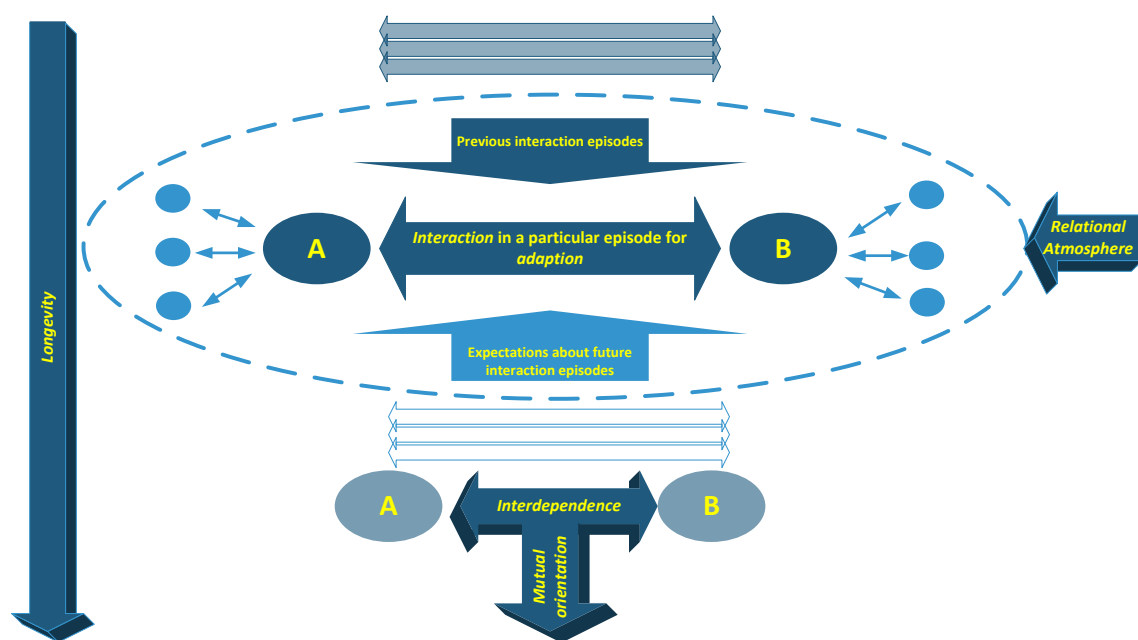 Previous interaction episodes
A
Interaction in a particular episode for
adaption
B
Relational
Atmosphere
Longevity
Expectations about future
interaction episodes
A
Interdependence
B
Mutual
orientation